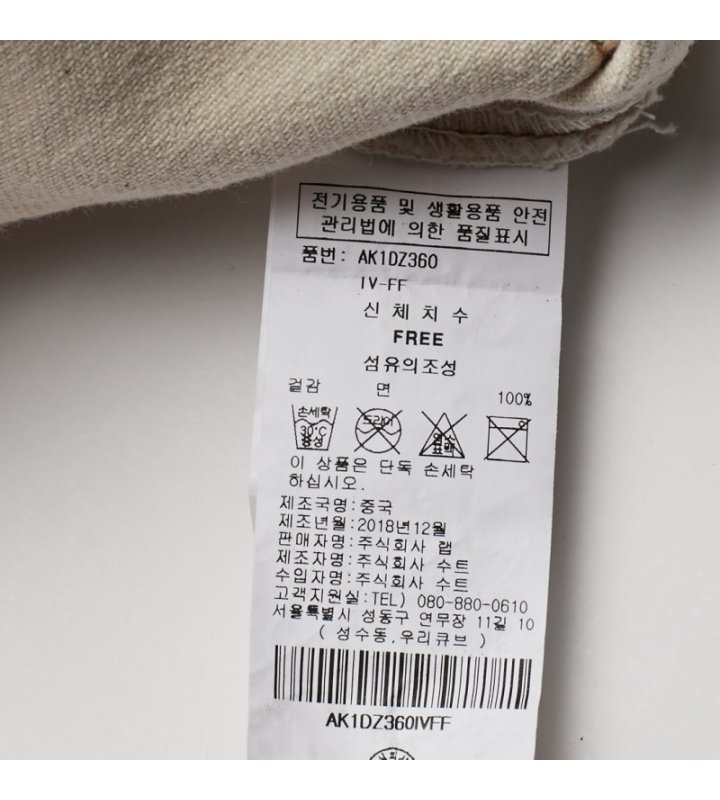 전기용품 및 생활용품 안전
관리법에 의한 품질표시
품번: AK1DZ360
IV-FF
신체치수
FREE
섬유의조성
겉감 면 100%
손세탁 드라이 염소
30°C 표백
중성
이 상품은 단독 손세탁
하십시오.
제조국명:중국
제조년월:2018년12월
판매자명:주식회사 랩
제조자명:주식회사 수트
수입자명:주식회사 수트
고객지원실:TEL) 080-880-0610
서울특별시 성동구 연무장 11길 10
( 성수동,우리큐브 )
AK1DZ360IVFF